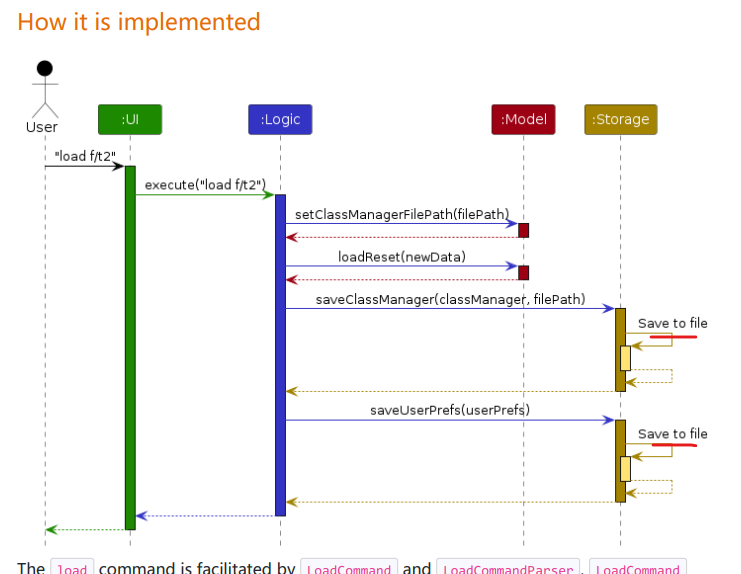 How it is implemented
:UI
:Logic
:Model
:Storage
User
"load f/t2"
execute("load f/t2")
setClassManagerFilePath(filePath)
loadReset(newData)
saveClassManager(classManager, filePath)
Save to file
saveUserPrefs(userPrefs)
Save to file
The load command is facilitated by LoadCommand and LoadCommandParser. LoadCommand